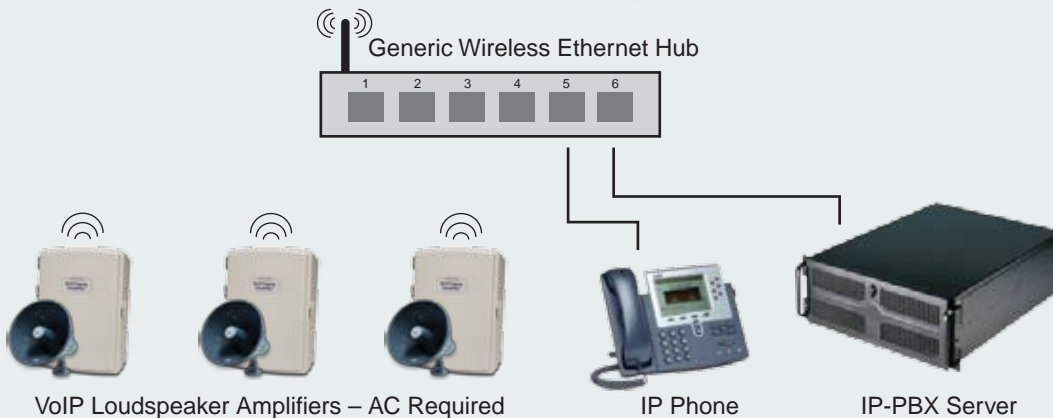 Generic Wireless Ethernet Hub
1 2 3 4 5 6
VoIP Loudspeaker Amplifiers – AC Required
IP Phone
IP-PBX Server